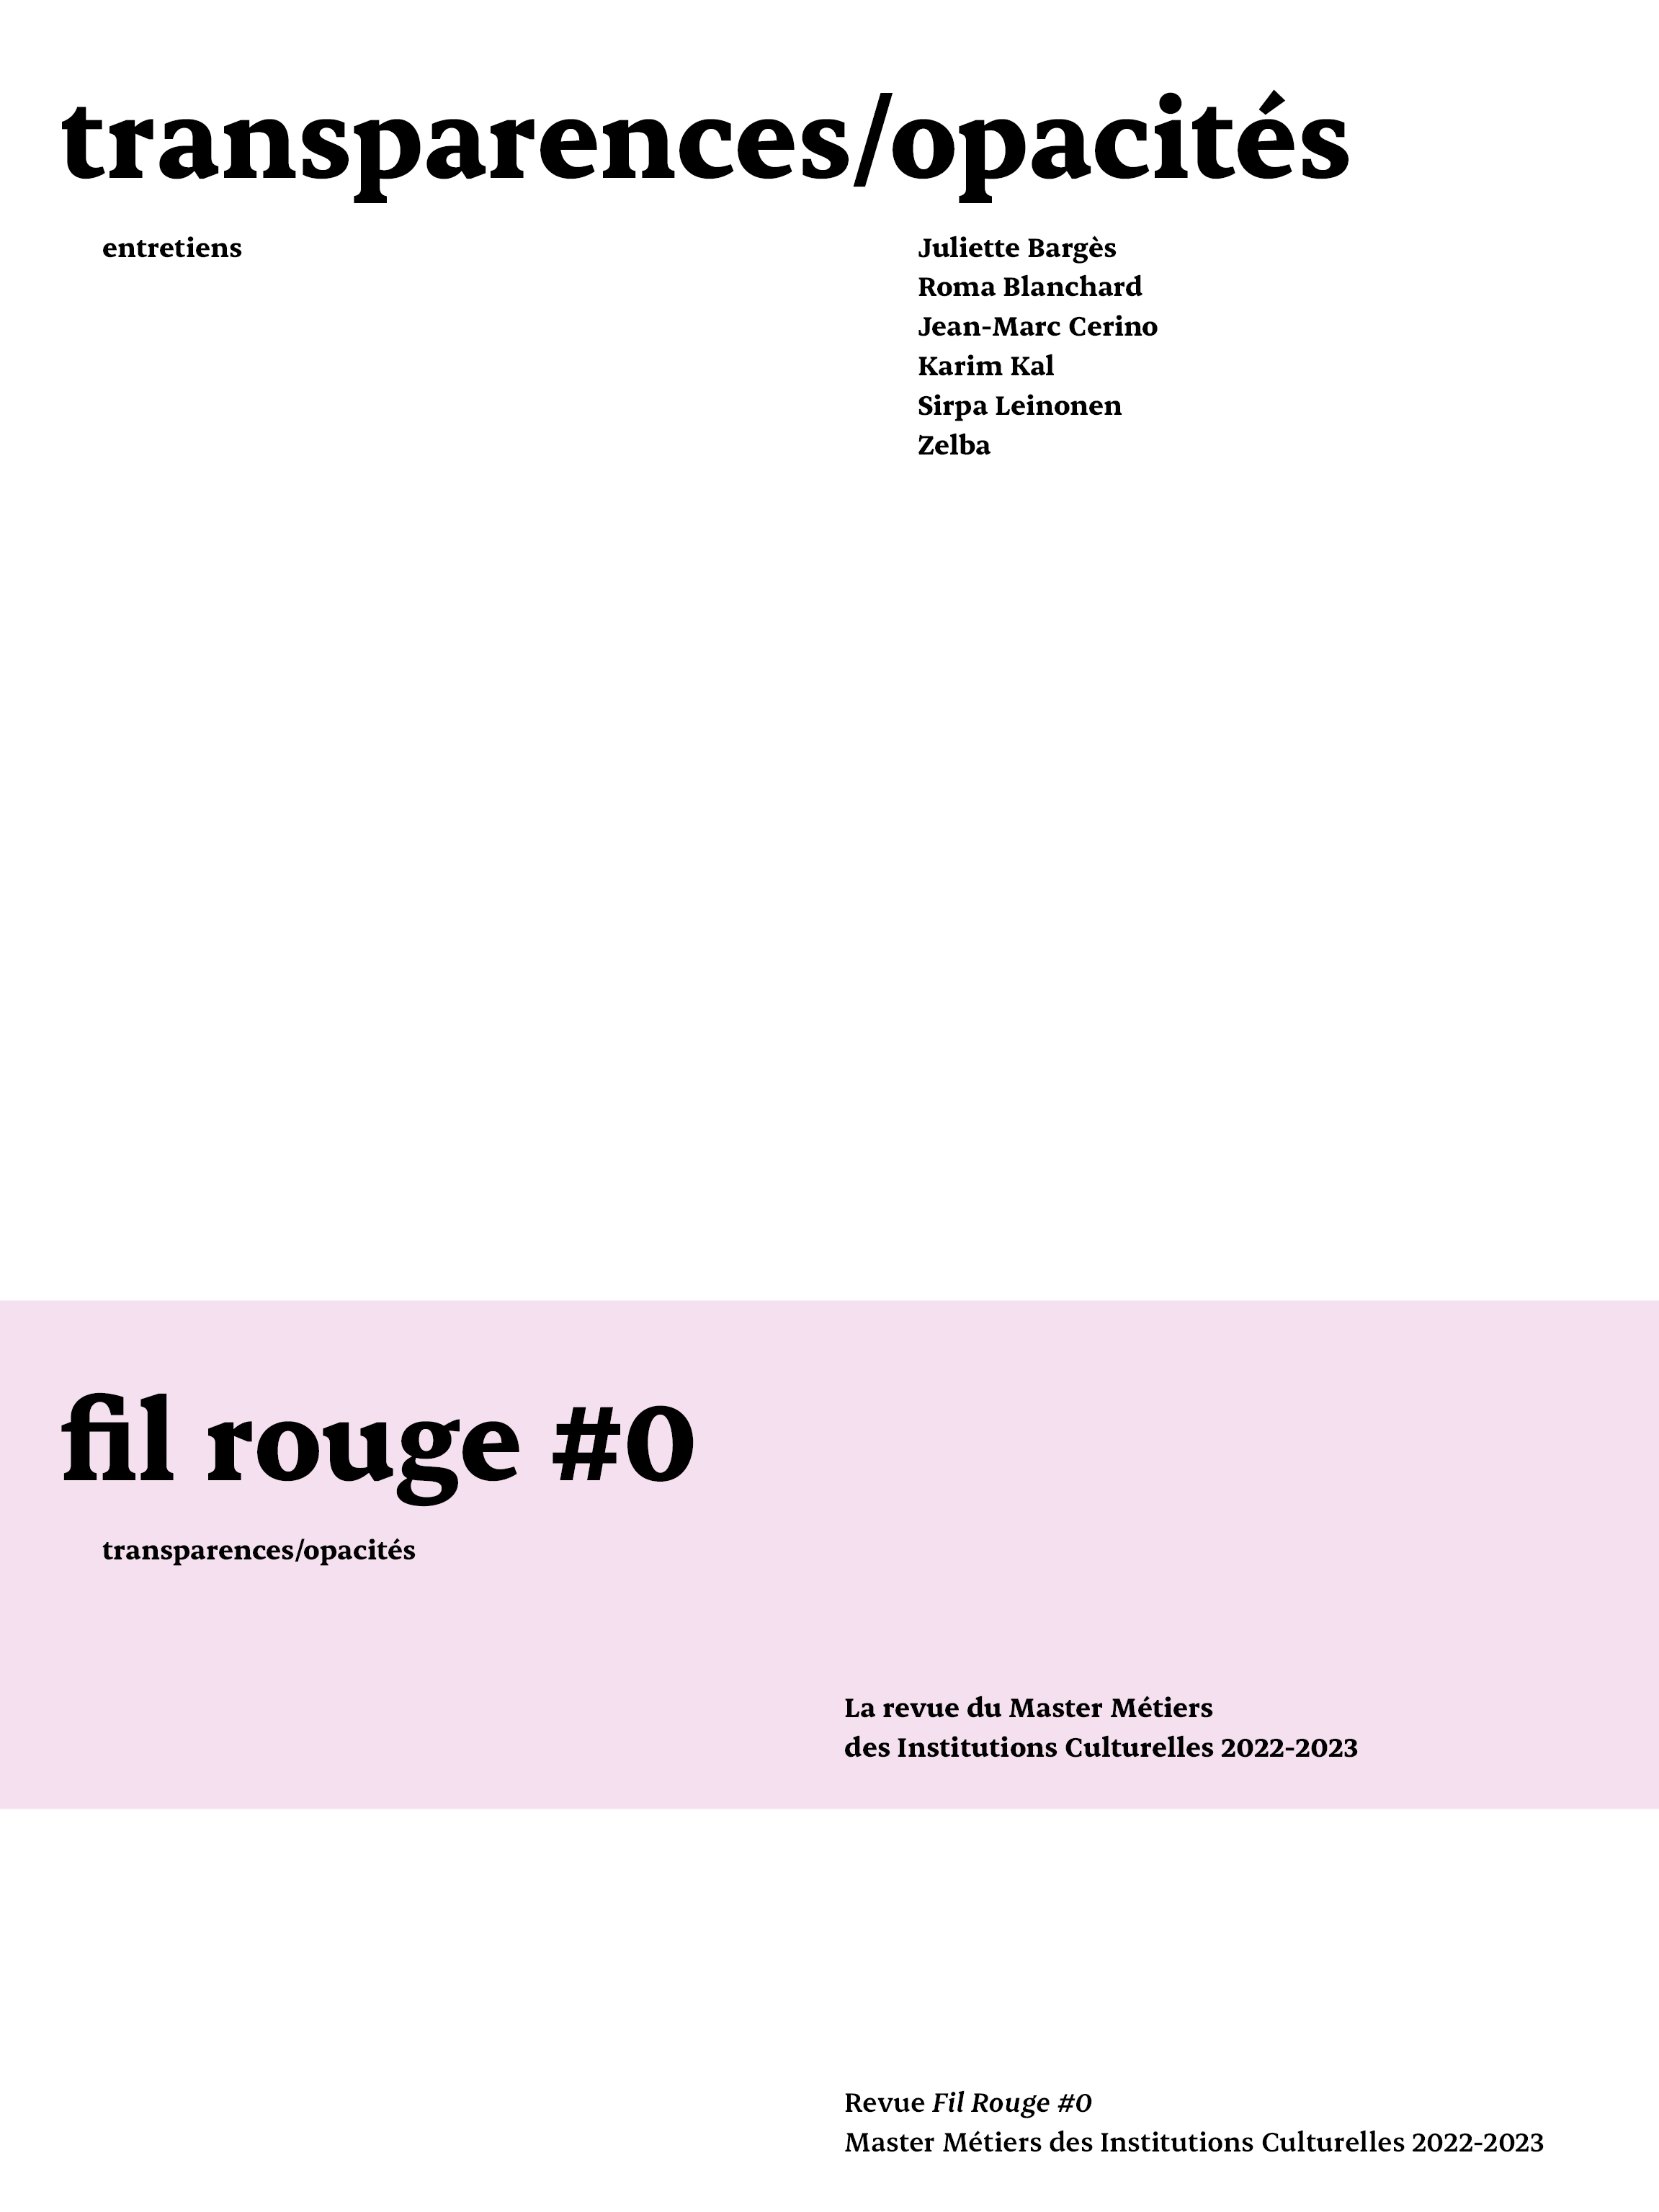 transparences/opacités
entretiens
Juliette Bargès
Roma Blanchard
Jean-Marc Cerino
Karim Kal
Sirpa Leinonen
Zelba
fil rouge #0
transparences/opacités
La revue du Master Métiers
des Institutions Culturelles 2022-2023
Revue Fil Rouge #0
Master Métiers des Institutions Culturelles 2022-2023